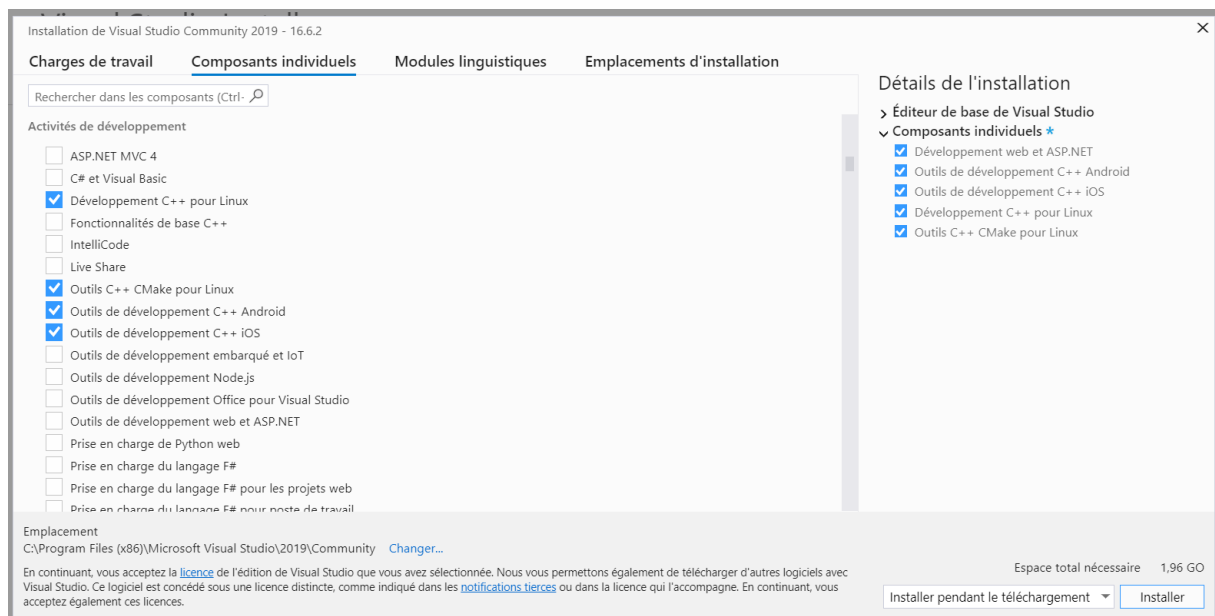 Installation de Visual Studio Community 2019 - 16.6.2
Charges de travail Composants individuels Modules linguistiques Emplacements d'installation
Rechercher dans les composants (Ctrl-
Activités de développement
ASP.NET MVC 4
C# et Visual Basic
Développement C++ pour Linux
Fonctionnalités de base C++
IntelliCode
Live Share
Outils C++ CMake pour Linux
Outils de développement C++ Android
Outils de développement C++ iOS
Outils de développement embarqué et IoT
Outils de développement Node.js
Outils de développement Office pour Visual Studio
Outils de développement web et ASP.NET
Prise en charge de Python web
Prise en charge du langage F#
Prise en charge du langage F# pour les projets web
Prise en charge du langage F# pour poste de travail
Détails de l'installation
Éditeur de base de Visual Studio
Composants individuels *
Développement web et ASP.NET
Outils de développement C++ Android
Outils de développement C++ iOS
Développement C++ pour Linux
Outils C++ CMake pour Linux
Emplacement
C:\Program Files (x86)\Microsoft Visual Studio\2019\Community Changer...
En continuant, vous acceptez la licence de l'édition de Visual Studio que vous avez sélectionnée. Nous vous permettons également de télécharger d'autres logiciels avec
Visual Studio. Ce logiciel est concédé sous une licence distincte, comme indiqué dans les notifications tierces ou dans la licence qui l'accompagne. En continuant, vous
acceptez également ces licences.
Espace total nécessaire 1,96 GO
Installer pendant le téléchargement Installer